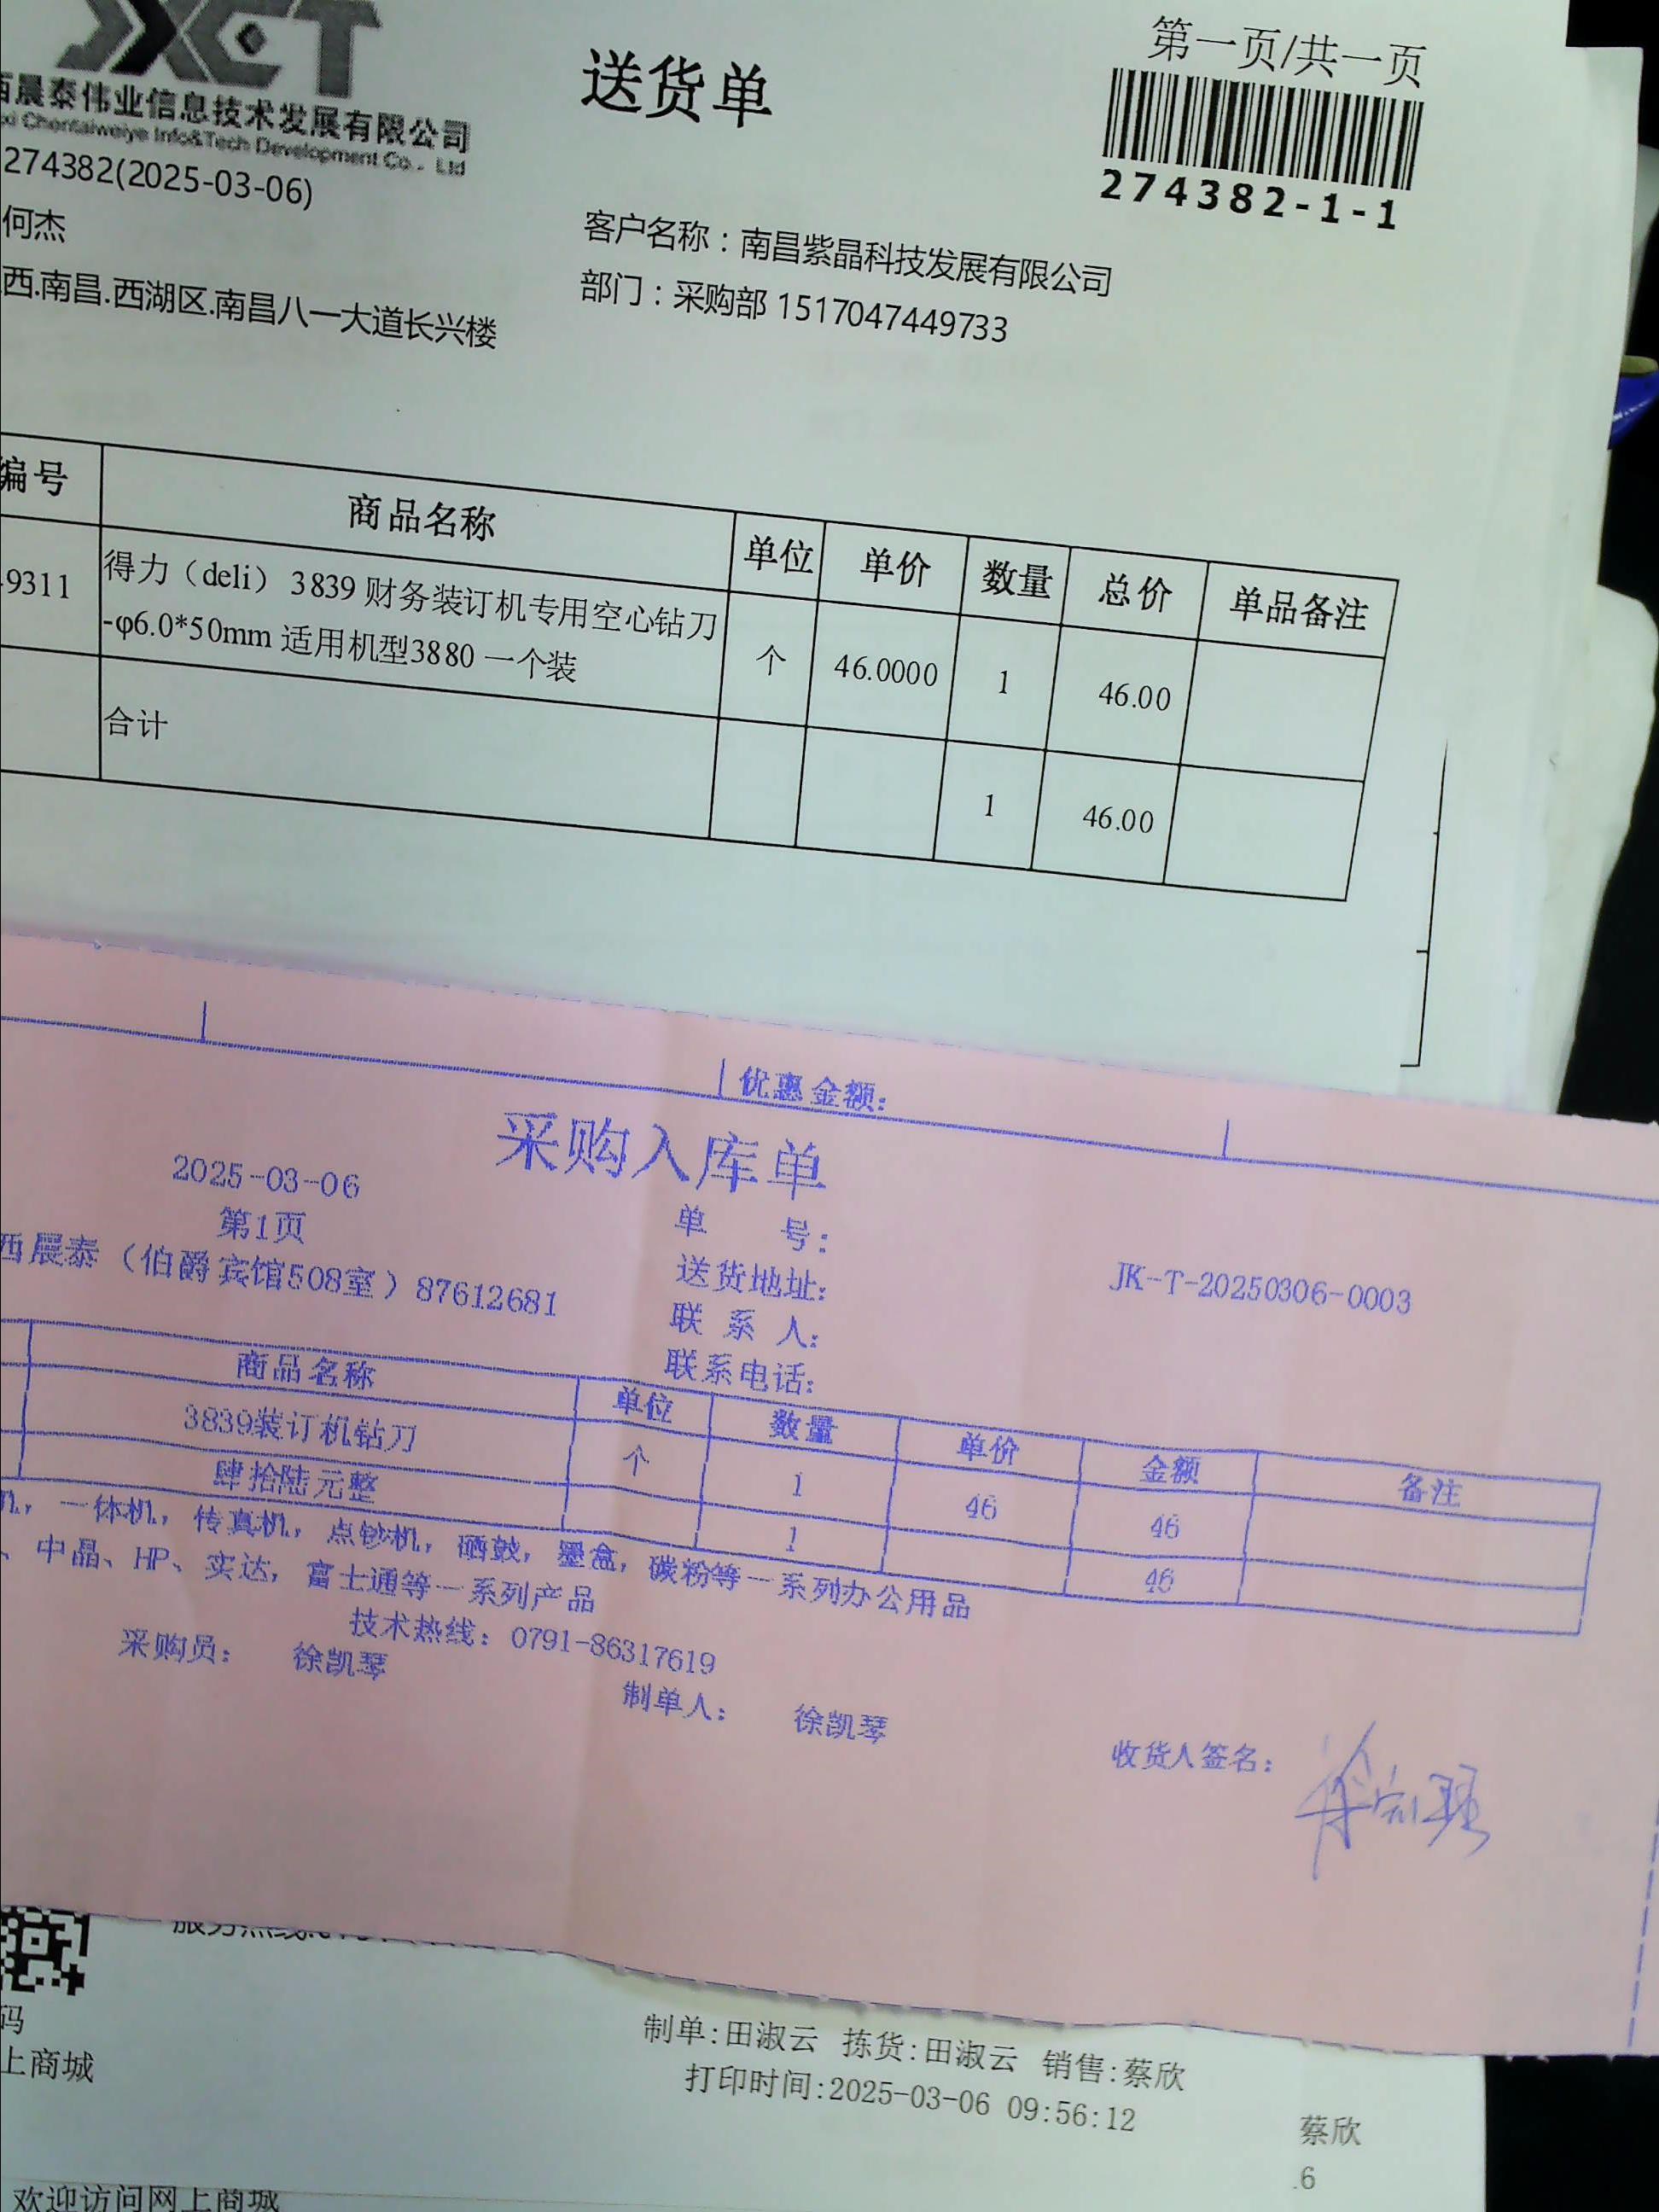 第一页/共一页
JXCT
送货单
西晨泰伟业信息技术发展有限公司
xi Chentaiweiye Info&Tech Development Co., Ltd
274382-1-1
274382(2025-03-06)
何杰
客户名称：南昌紫晶科技发展有限公司
西.南昌.西湖区.南昌八一大道长兴楼
部门：采购部 1517047449733
编号 商品名称 单位 单价 数量 总价 单品备注
9311 得力（deli）3839 财务装订机专用空心钻刀
-φ6.0*50mm 适用机型3880 一个装 个 46.0000 1 46.00
合计 1 46.00
优惠金额：
采购入库单
2025-03-06
单 号： JK-T-20250306-0003
第1页
送货地址：
西晨泰（伯爵宾馆508室）87612681
联 系 人：
联系电话：
商品名称 单位 数量 单价 金额 备注
3839装订机钻刀 个 1 46 46
肆拾陆元整 1 46
机，一体机，传真机，点钞机，硒鼓，墨盒，碳粉等一系列办公用品
、中晶、HP、实达，富士通等一系列产品
技术热线：0791-86317619
采购员： 徐凯琴
制单人： 徐凯琴
收货人签名：
服务热线:
码
上商城
制单:田淑云 拣货:田淑云 销售:蔡欣
打印时间:2025-03-06 09:56:12
蔡欣
.6
欢迎访问网上商城